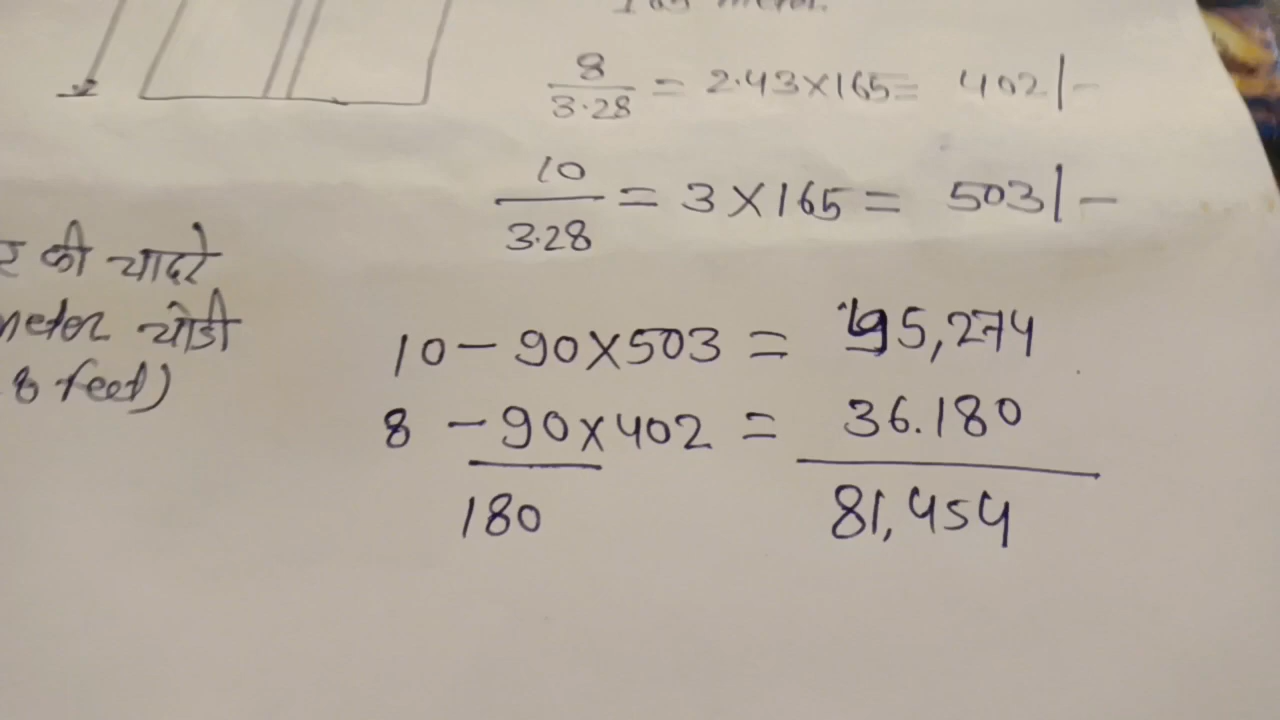 8/3.28 = 2.43×165= 402/-
10/3.28 = 3×165= 503/-
की चादरे
meter चोडी
8 feet)
10-90×503 = 45,274
8 -90×402 = 36.180
180 81,454